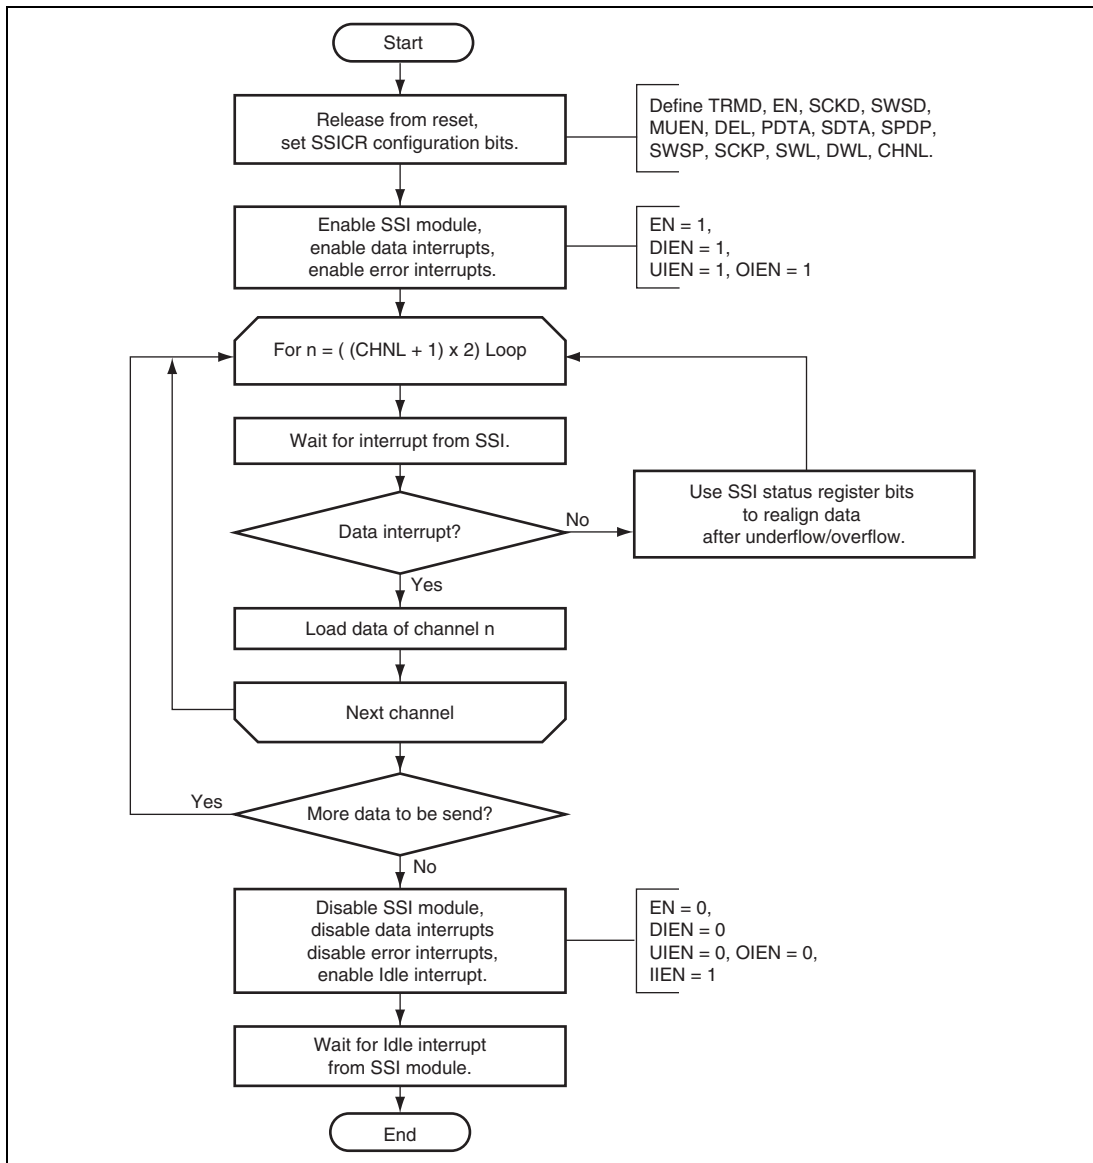 Start
Release from reset,
set SSICR configuration bits.
Define TRMD, EN, SCKD, SWSD,
MUEN, DEL, PDTA, SDTA, SPDP,
SWSP, SCKP, SWL, DWL, CHNL.
Enable SSI module,
enable data interrupts,
enable error interrupts.
EN = 1,
DIEN = 1,
UIEN = 1, OIEN = 1
For n = ( (CHNL + 1) x 2) Loop
Wait for interrupt from SSI.
Data interrupt?
No
Use SSI status register bits
to realign data
after underflow/overflow.
Yes
Load data of channel n
Next channel
More data to be send?
Yes
No
Disable SSI module,
disable data interrupts
disable error interrupts,
enable Idle interrupt.
EN = 0,
DIEN = 0
UIEN = 0, OIEN = 0,
IIEN = 1
Wait for Idle interrupt
from SSI module.
End